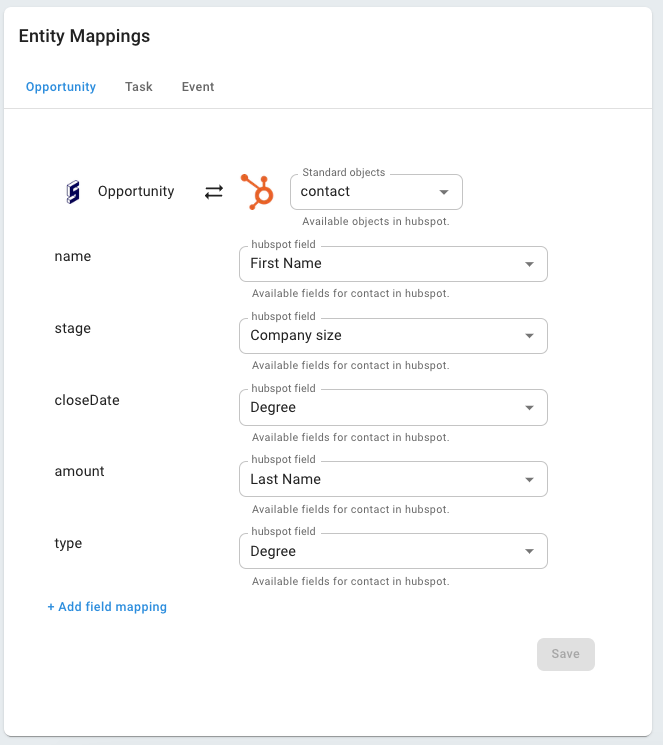 Entity Mappings
Opportunity Task Event
Standard objects
Opportunity contact
Available objects in hubspot.
hubspot field
name First Name
Available fields for contact in hubspot.
hubspot field
stage Company size
Available fields for contact in hubspot.
hubspot field
closeDate Degree
Available fields for contact in hubspot.
hubspot field
amount Last Name
Available fields for contact in hubspot.
hubspot field
type Degree
Available fields for contact in hubspot.
+ Add field mapping
Save